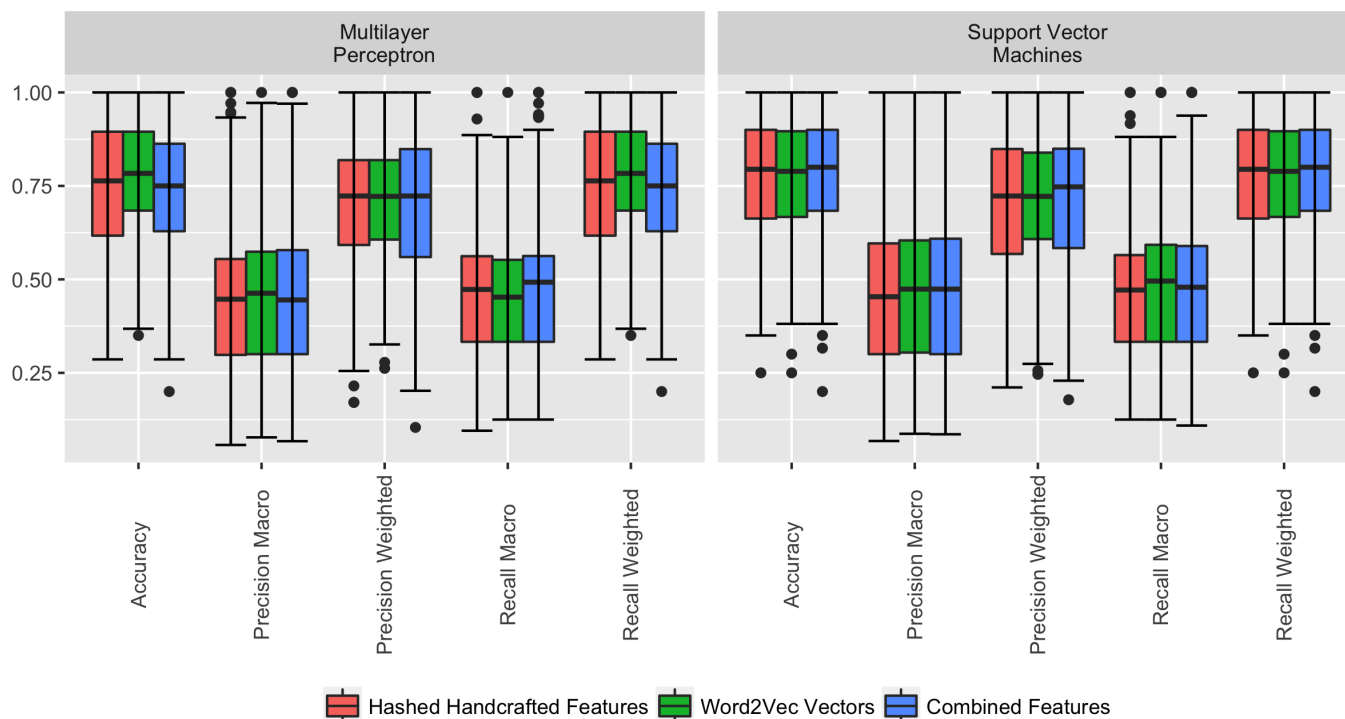 Multilayer
Perceptron
Support Vector
Machines
1.00
0.75
0.50
0.25
Accuracy
Precision Macro
Precision Weighted
Recall Macro
Recall Weighted
Accuracy
Precision Macro
Precision Weighted
Recall Macro
Recall Weighted
Hashed Handcrafted Features Word2Vec Vectors Combined Features